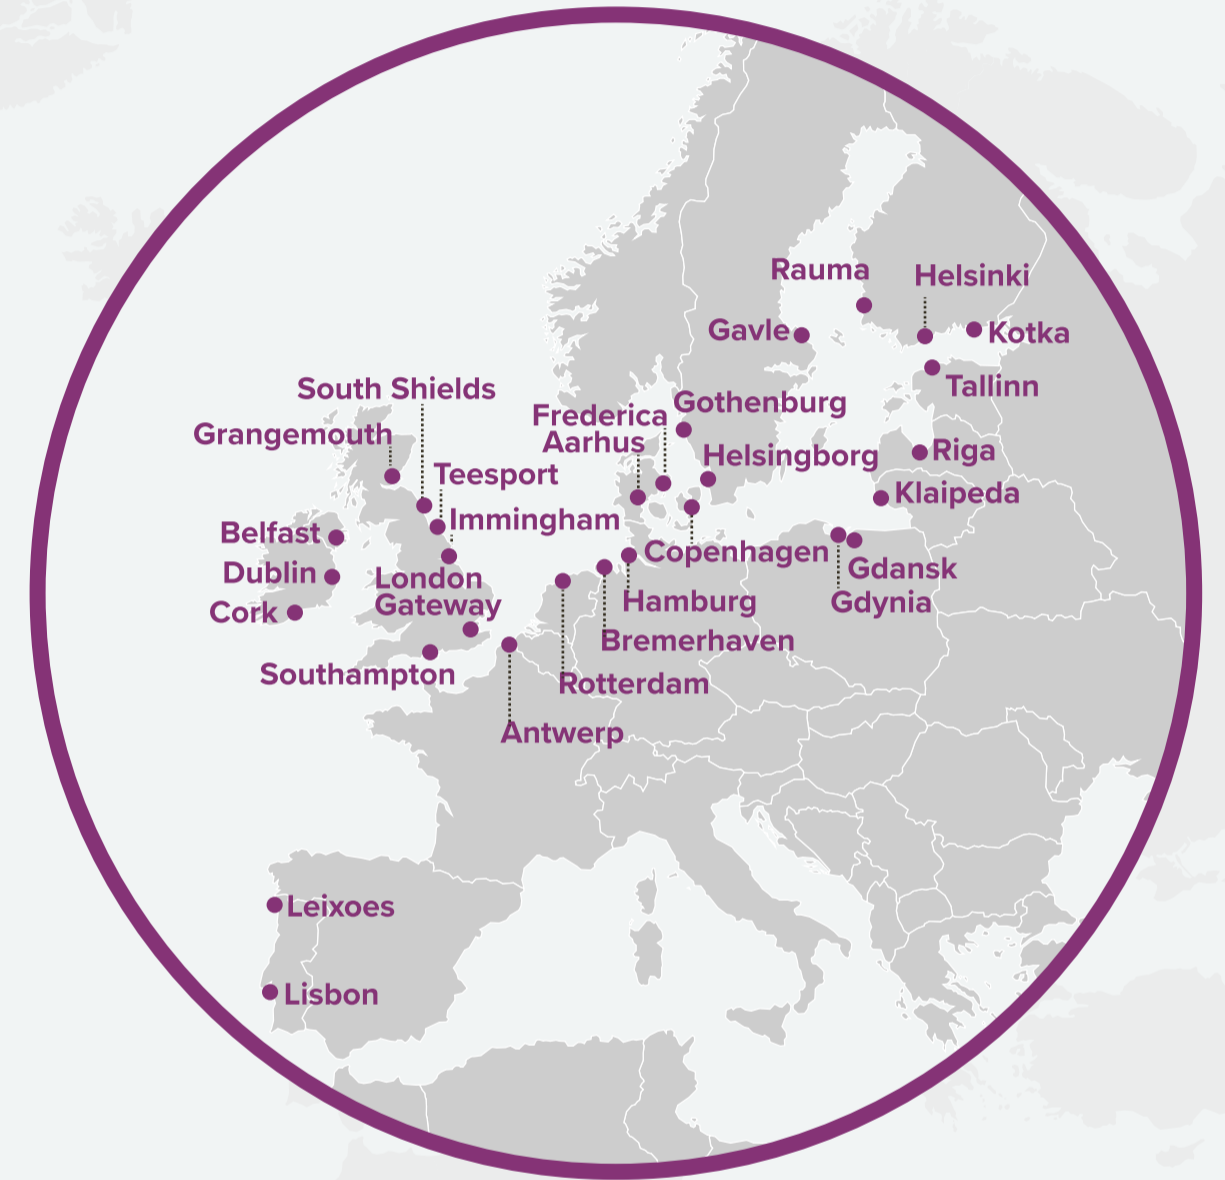 Rauma
Helsinki
Gavle
Kotka
Tallinn
South Shields
Gothenburg
Frederica
Grangemouth
Aarhus
Helsingborg
Riga
Teesport
Klaipeda
Immingham
Belfast
Copenhagen
Dublin
London
Gateway
Gdansk
Cork
Hamburg
Gdynia
Bremerhaven
Southampton
Rotterdam
Antwerp
Leixoes
Lisbon